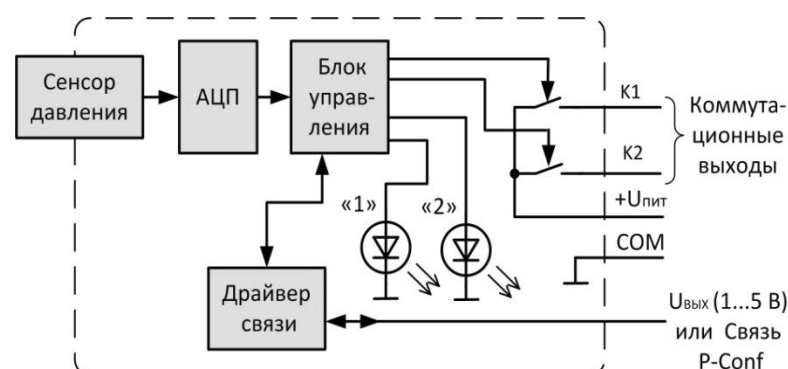 Сенсор
давления
АЦП
Блок
управ-
ления
К1
Коммута-
ционные
выходы
К2
+Uпит
«1»
«2»
COM
Драйвер
связи
Uвых (1...5 В)
или Связь
P-Conf